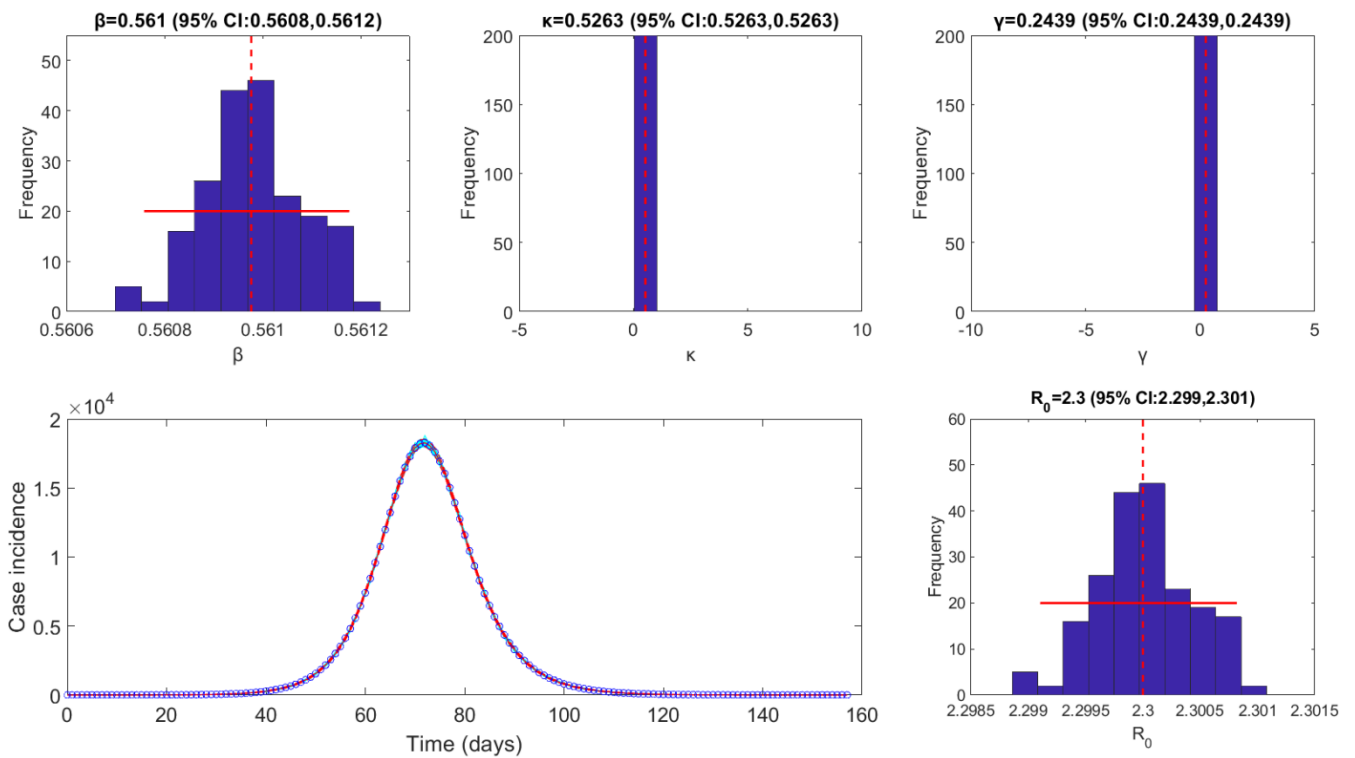 β=0.561 (95% CI:0.5608,0.5612)
50
40
30
20
10
0
Frequency
0.5606 0.5608 0.561 0.5612
β
κ=0.5263 (95% CI:0.5263,0.5263)
200
150
100
50
0
Frequency
-5 0 5 10
κ
γ=0.2439 (95% CI:0.2439,0.2439)
200
150
100
50
0
Frequency
-10 -5 0 5
γ
×10^4
2
1.5
1
0.5
0
Case incidence
0 20 40 60 80 100 120 140 160
Time (days)
R_0=2.3 (95% CI:2.299,2.301)
60
50
40
30
20
10
0
Frequency
2.2985 2.299 2.2995 2.3 2.3005 2.301 2.3015
R_0